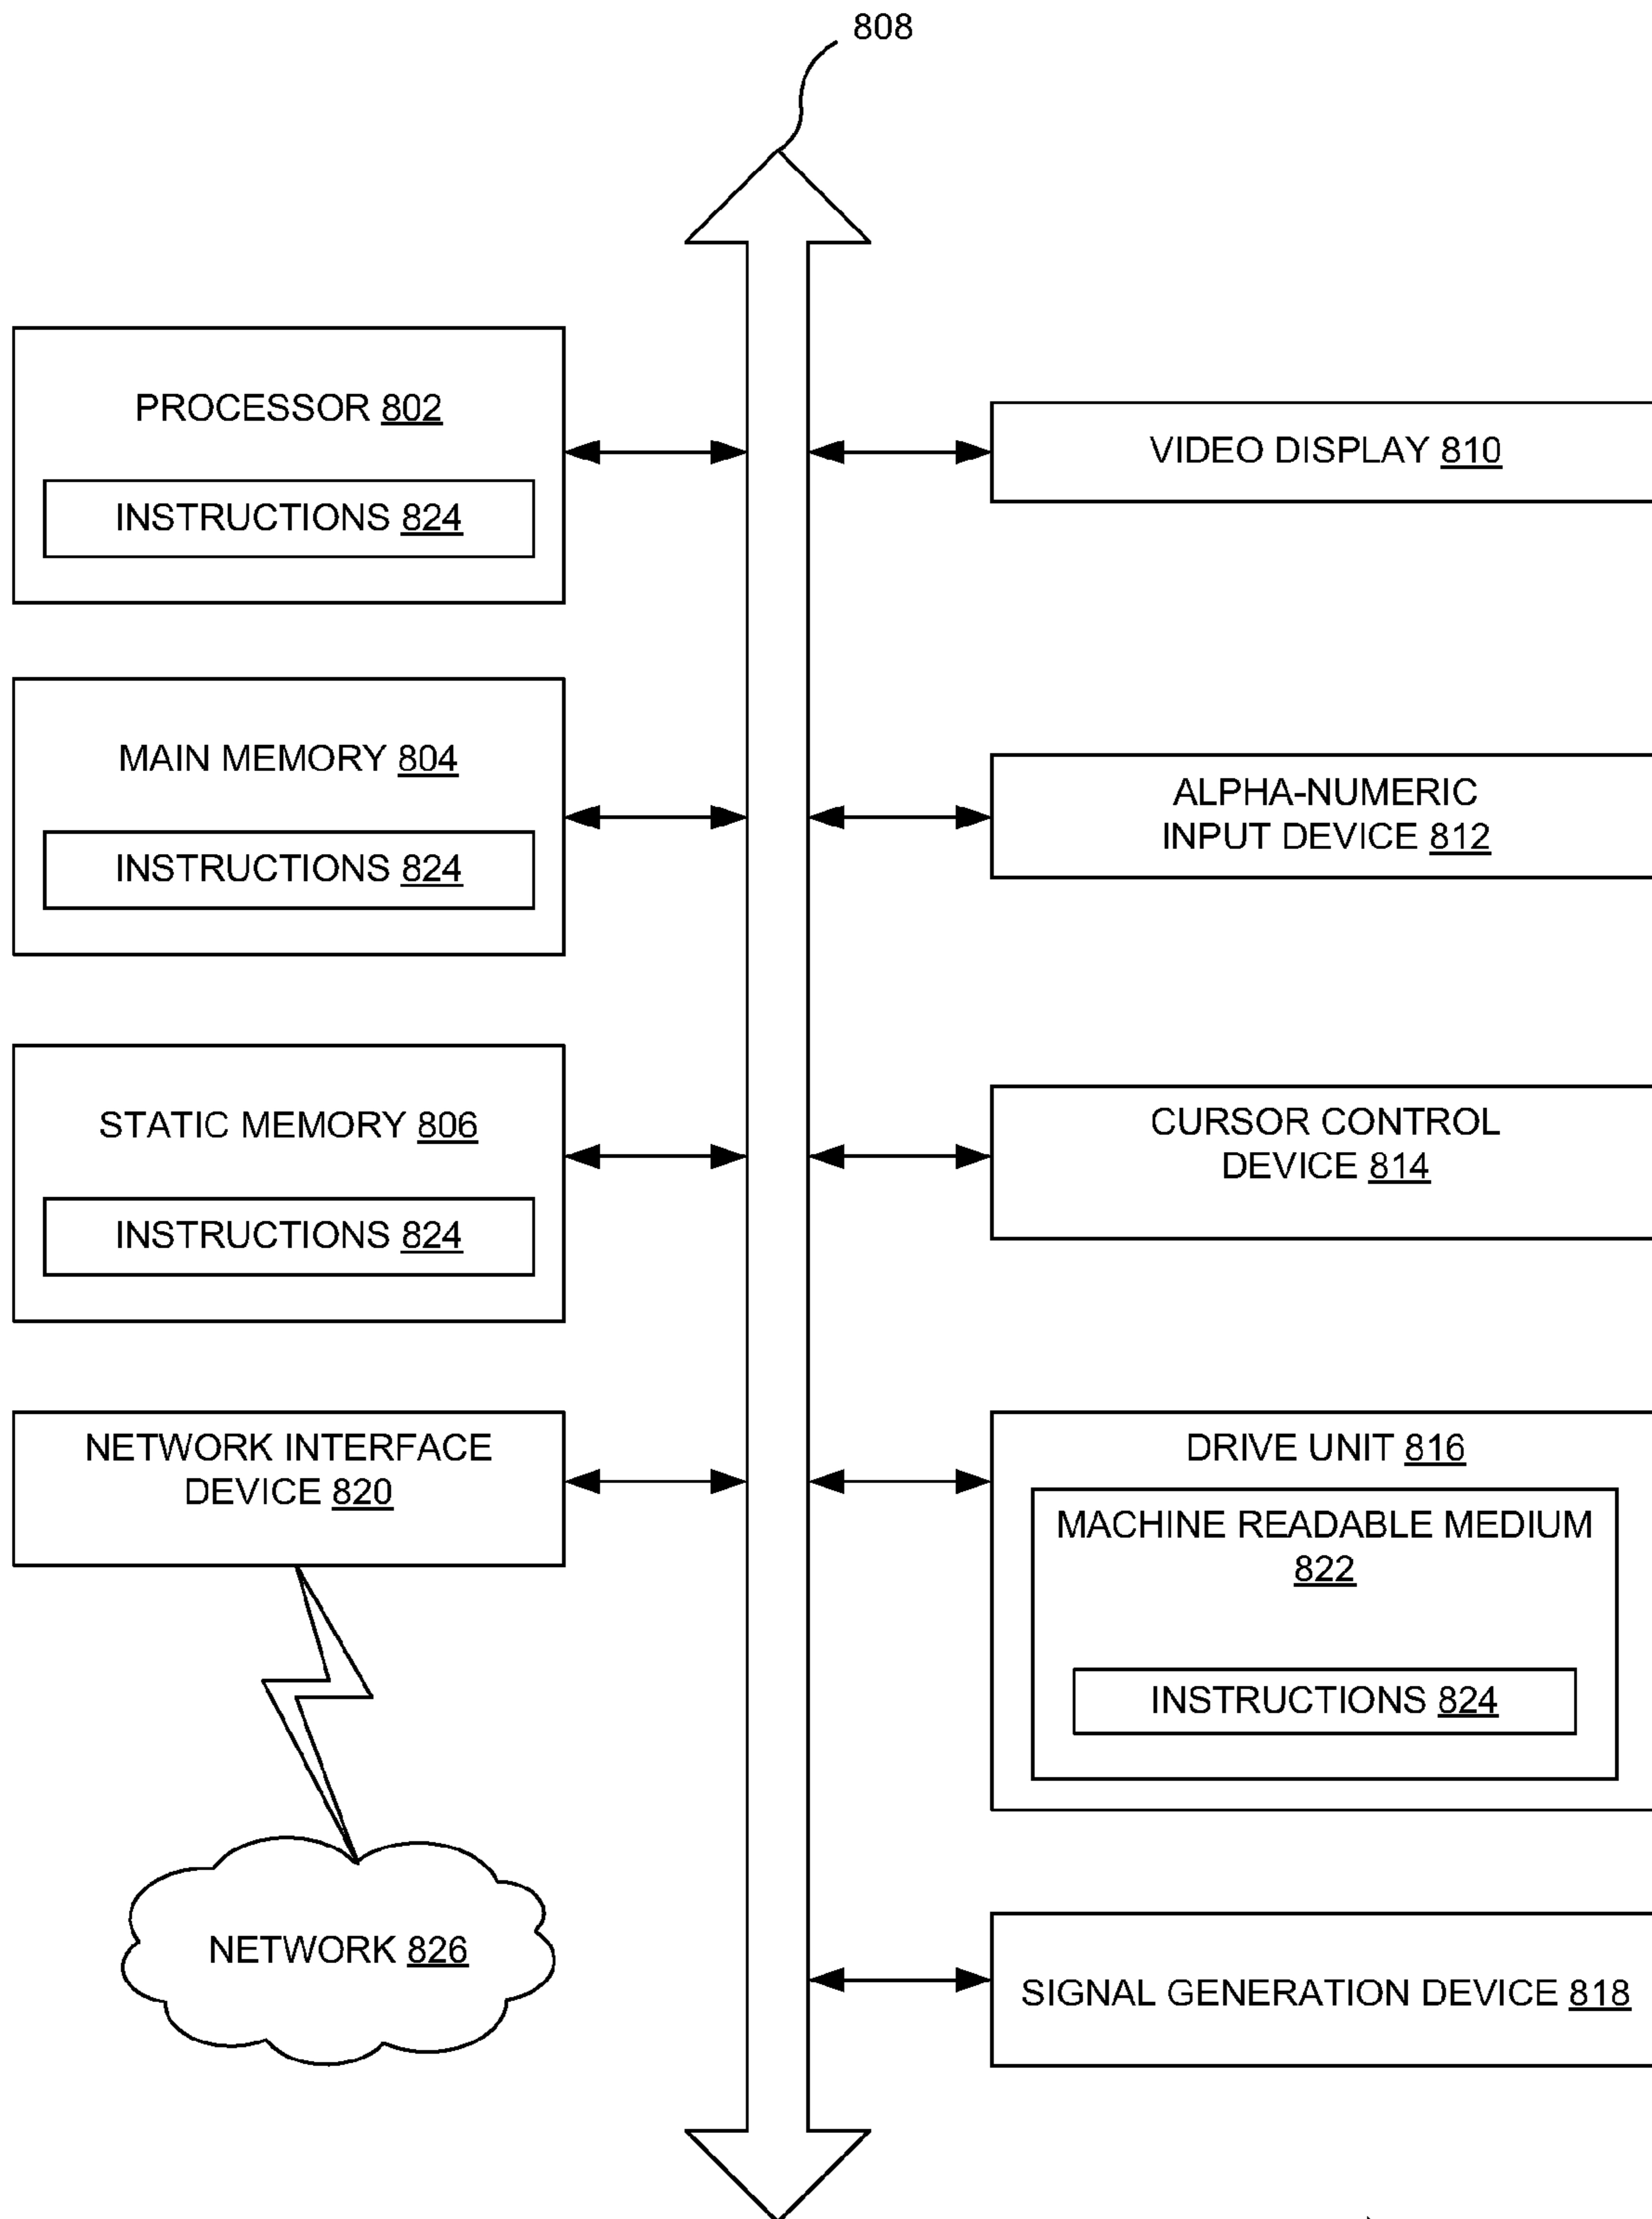 808
PROCESSOR 802
INSTRUCTIONS 824
MAIN MEMORY 804
INSTRUCTIONS 824
STATIC MEMORY 806
INSTRUCTIONS 824
NETWORK INTERFACE
DEVICE 820
NETWORK 826
VIDEO DISPLAY 810
ALPHA-NUMERIC
INPUT DEVICE 812
CURSOR CONTROL
DEVICE 814
DRIVE UNIT 816
MACHINE READABLE MEDIUM
822
INSTRUCTIONS 824
SIGNAL GENERATION DEVICE 818